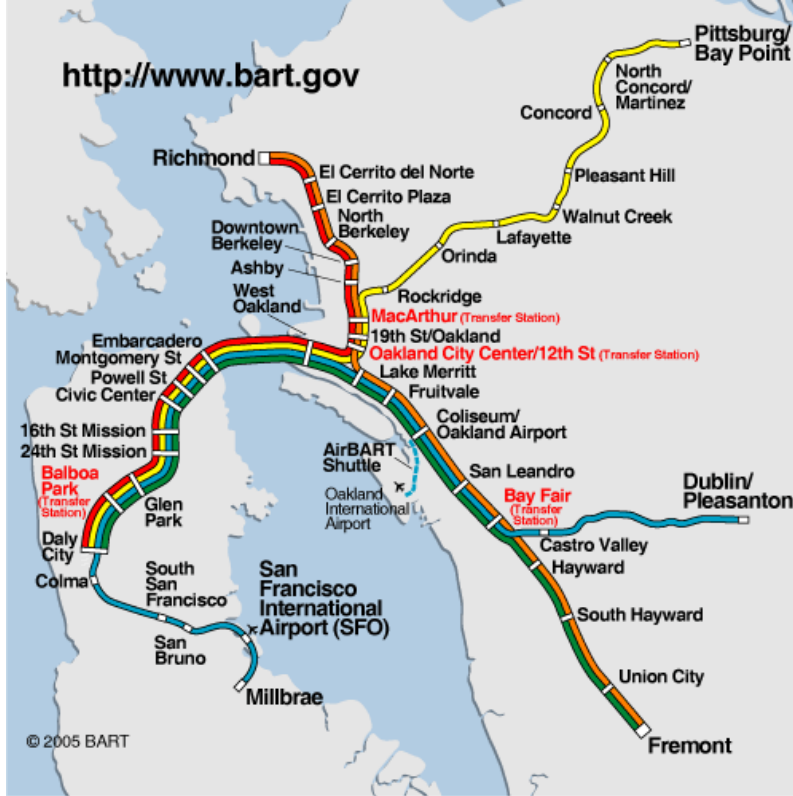 http://www.bart.gov
Pittsburg/
Bay Point
North
Concord/
Martinez
Concord
Pleasant Hill
Walnut Creek
Lafayette
Orinda
Rockridge
Richmond
El Cerrito del Norte
El Cerrito Plaza
North
Berkeley
Downtown
Berkeley
Ashby
West
Oakland
MacArthur (Transfer Station)
19th St/Oakland
Oakland City Center/12th St (Transfer Station)
Lake Merritt
Fruitvale
Coliseum/
Oakland Airport
AirBART
Shuttle
Oakland
International
Airport
San Leandro
Bay Fair
(Transfer
Station)
Dublin/
Pleasanton
Castro Valley
Hayward
South Hayward
Union City
Fremont
Embarcadero
Montgomery St
Powell St
Civic Center
16th St Mission
24th St Mission
Balboa
Park
(Transfer
Station)
Glen
Park
Daly
City
Colma
South
San
Francisco
San
Bruno
San
Francisco
International
Airport (SFO)
Millbrae
© 2005 BART